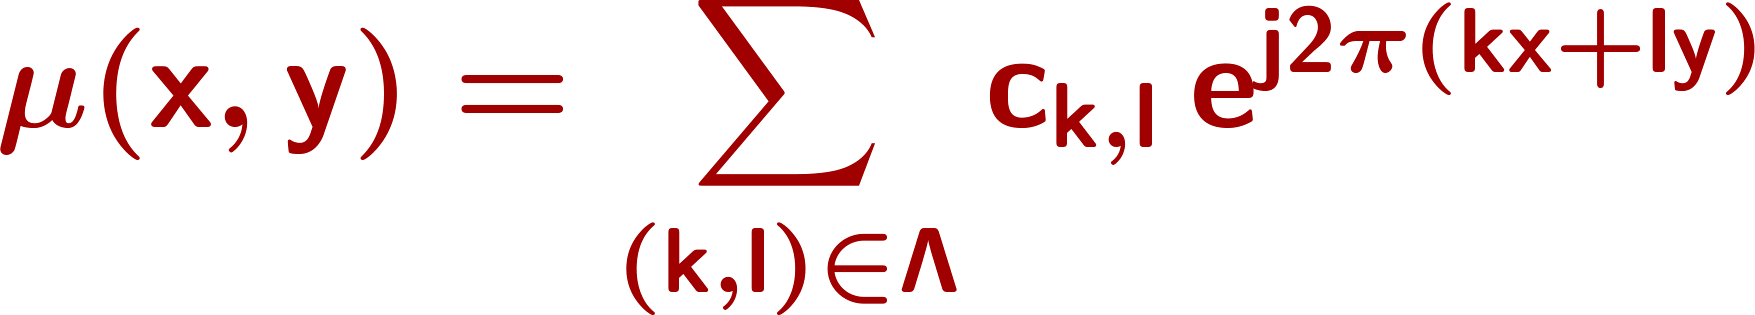 μ(x, y) = ∑_{(k,l)∈Λ} c_{k,l} e^{j2π(kx+ly)}